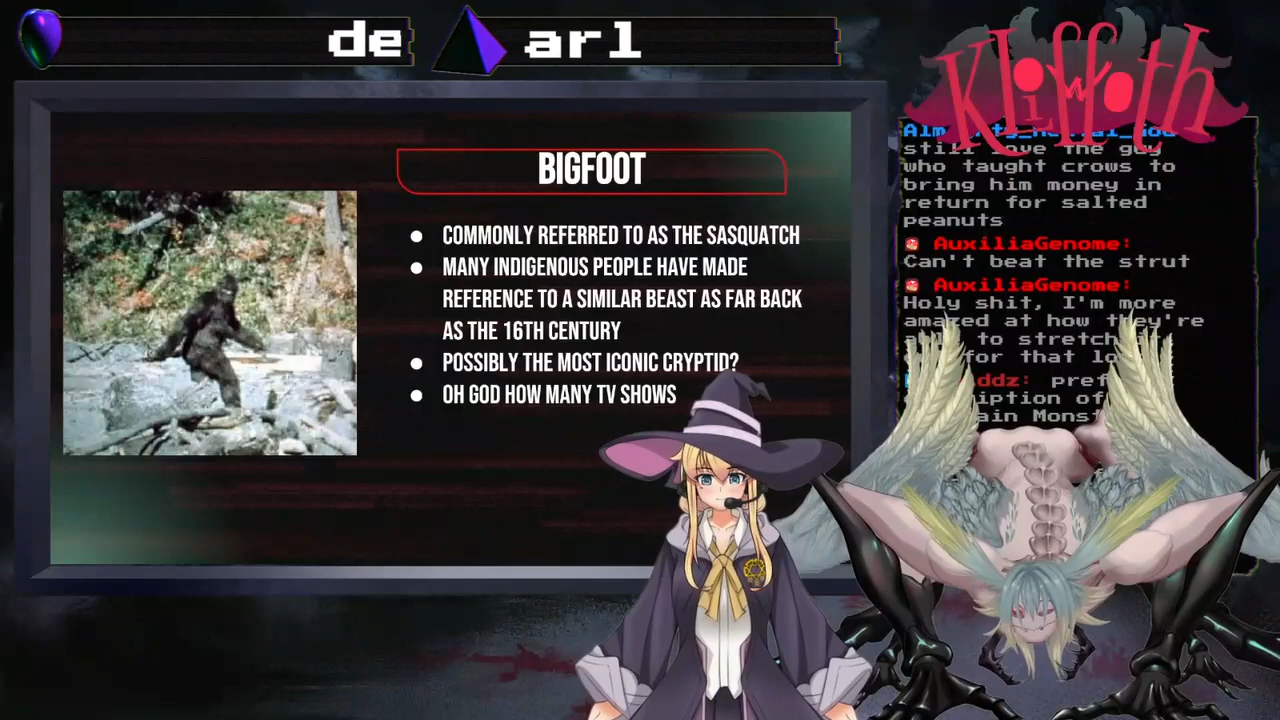 de
arl
Kliffoth
BIGFOOT
● COMMONLY REFERRED TO AS THE SASQUATCH
● MANY INDIGENOUS PEOPLE HAVE MADE
REFERENCE TO A SIMILAR BEAST AS FAR BACK
AS THE 16TH CENTURY
● POSSIBLY THE MOST ICONIC CRYPTID?
● OH GOD HOW MANY TV SHOWS
still love the guy
who taught crows to
bring him money in
return for salted
peanuts
AuxiliaGenome:
Can't beat the strut
AuxiliaGenome:
Holy shit, I'm more
amazed at how they're
to stretch
for that